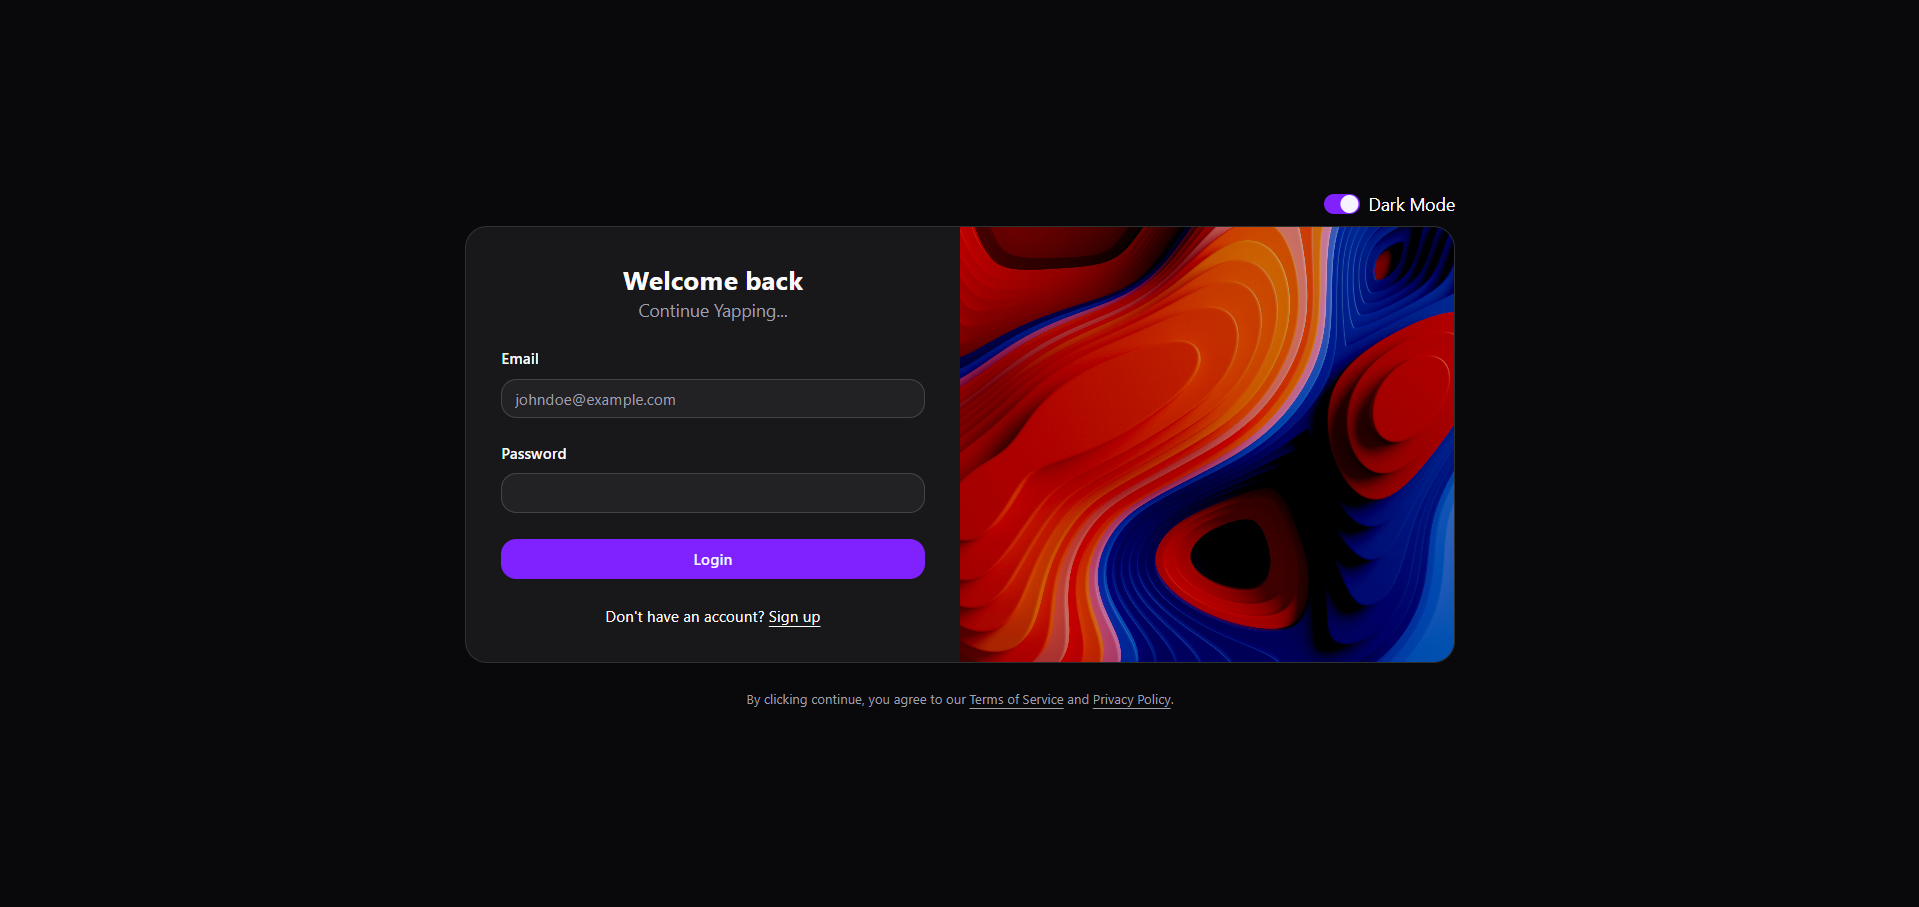 Dark Mode
Welcome back
Continue Yapping...
Email
johndoe@example.com
Password
Login
Don't have an account? Sign up
By clicking continue, you agree to our Terms of Service and Privacy Policy.